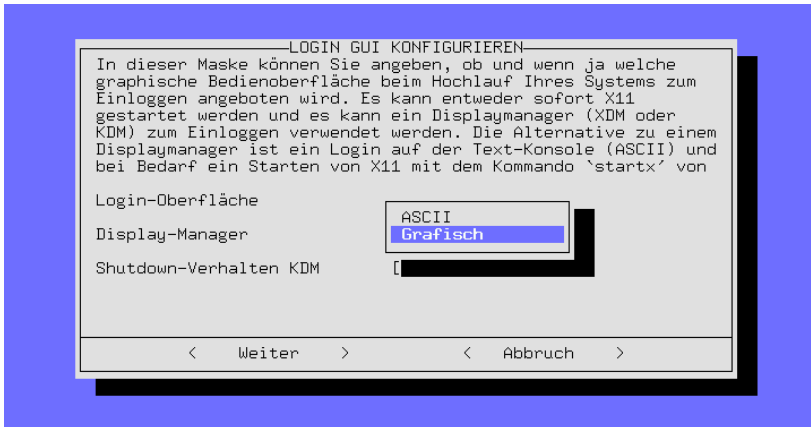 LOGIN GUI KONFIGURIEREN
In dieser Maske können Sie angeben, ob und wenn ja welche
graphische Bedienoberfläche beim Hochlauf Ihres Systems zum
Einloggen angeboten wird. Es kann entweder sofort X11
gestartet werden und es kann ein Displaymanager (XDM oder
KDM) zum Einloggen verwendet werden. Die Alternative zu einem
Displaymanager ist ein Login auf der Text-Konsole (ASCII) und
bei Bedarf ein Starten von X11 mit dem Kommando `startx´ von
Login-Oberfläche
ASCII
Display-Manager
Grafisch
Shutdown-Verhalten KDM [
< Weiter > < Abbruch >